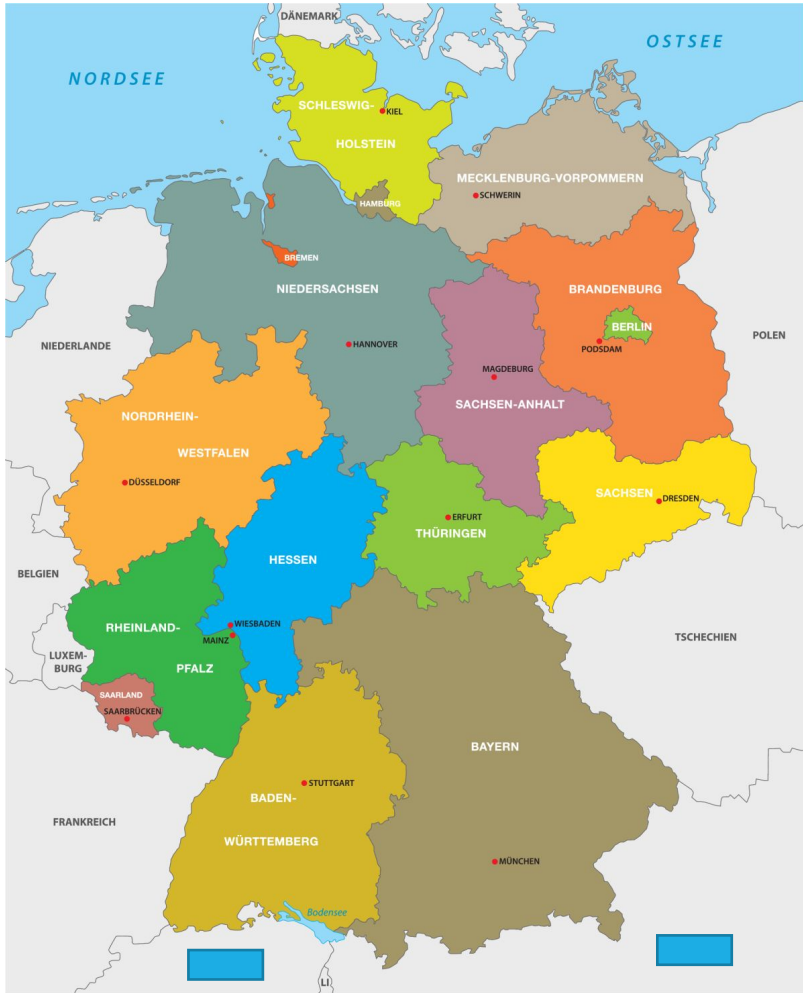 DÄNEMARK
OSTSEE
NORDSEE
SCHLESWIG-
KIEL
HOLSTEIN
MECKLENBURG-VORPOMMERN
SCHWERIN
HAMBURG
BREMEN
NIEDERSACHSEN
BRANDENBURG
BERLIN
POLEN
NIEDERLANDE
HANNOVER
PODSDAM
MAGDEBURG
SACHSEN-ANHALT
NORDRHEIN-
WESTFALEN
DÜSSELDORF
SACHSEN
DRESDEN
ERFURT
THÜRINGEN
HESSEN
BELGIEN
RHEINLAND-
WIESBADEN
MAINZ
PFALZ
TSCHECHIEN
LUXEM-
BURG
SAARLAND
SAARBRÜCKEN
BAYERN
STUTTGART
BADEN-
WÜRTTEMBERG
FRANKREICH
MÜNCHEN
Bodensee
LI